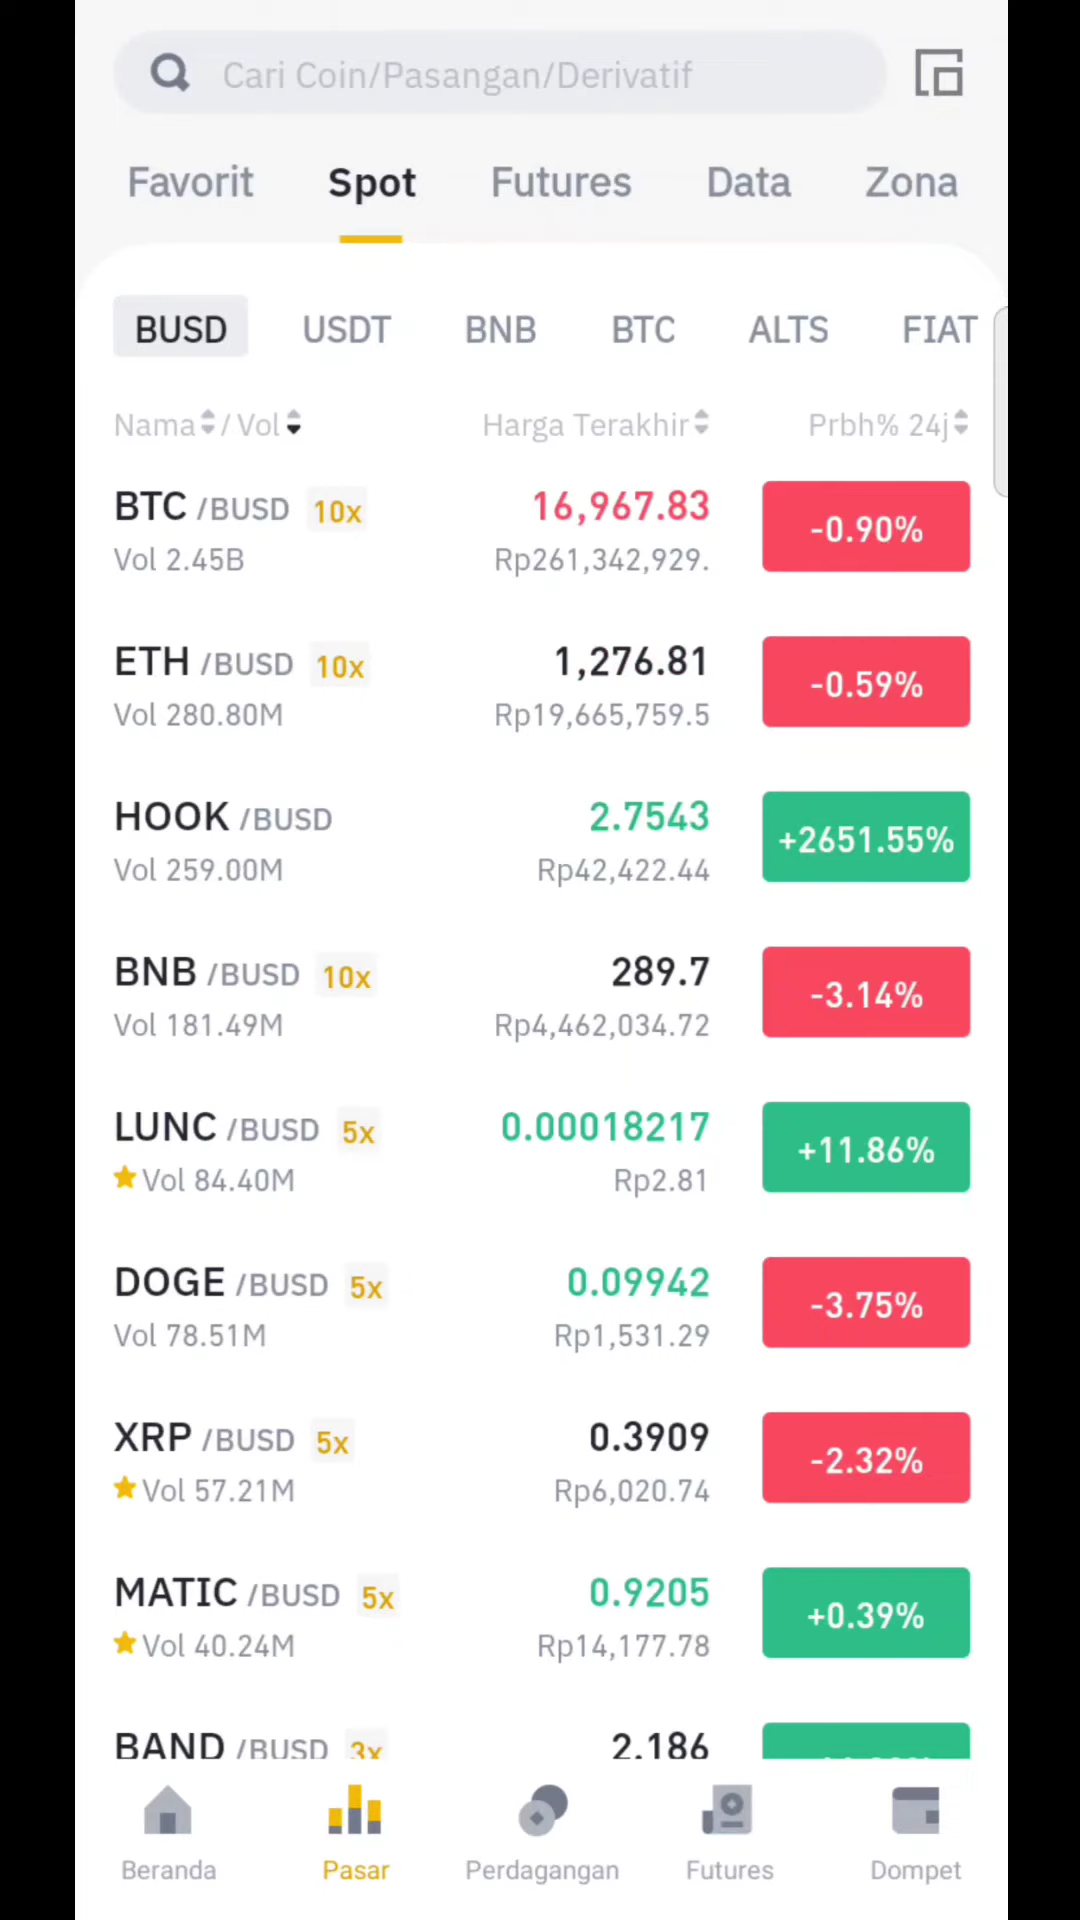 Cari Coin/Pasangan/Derivatif
Favorit Spot Futures Data Zona
BUSD USDT BNB BTC ALTS FIAT
Nama / Vol Harga Terakhir Prbh% 24j
BTC /BUSD 10x 16,967.83 -0.90%
Vol 2.45B Rp261,342,929.
ETH /BUSD 10x 1,276.81 -0.59%
Vol 280.80M Rp19,665,759.5
HOOK /BUSD 2.7543 +2651.55%
Vol 259.00M Rp42,422.44
BNB /BUSD 10x 289.7 -3.14%
Vol 181.49M Rp4,462,034.72
LUNC /BUSD 5x 0.00018217 +11.86%
Vol 84.40M Rp2.81
DOGE /BUSD 5x 0.09942 -3.75%
Vol 78.51M Rp1,531.29
XRP /BUSD 5x 0.3909 -2.32%
Vol 57.21M Rp6,020.74
MATIC /BUSD 5x 0.9205 +0.39%
Vol 40.24M Rp14,177.78
BAND /BUSD 3x 2.186
Beranda Pasar Perdagangan Futures Dompet